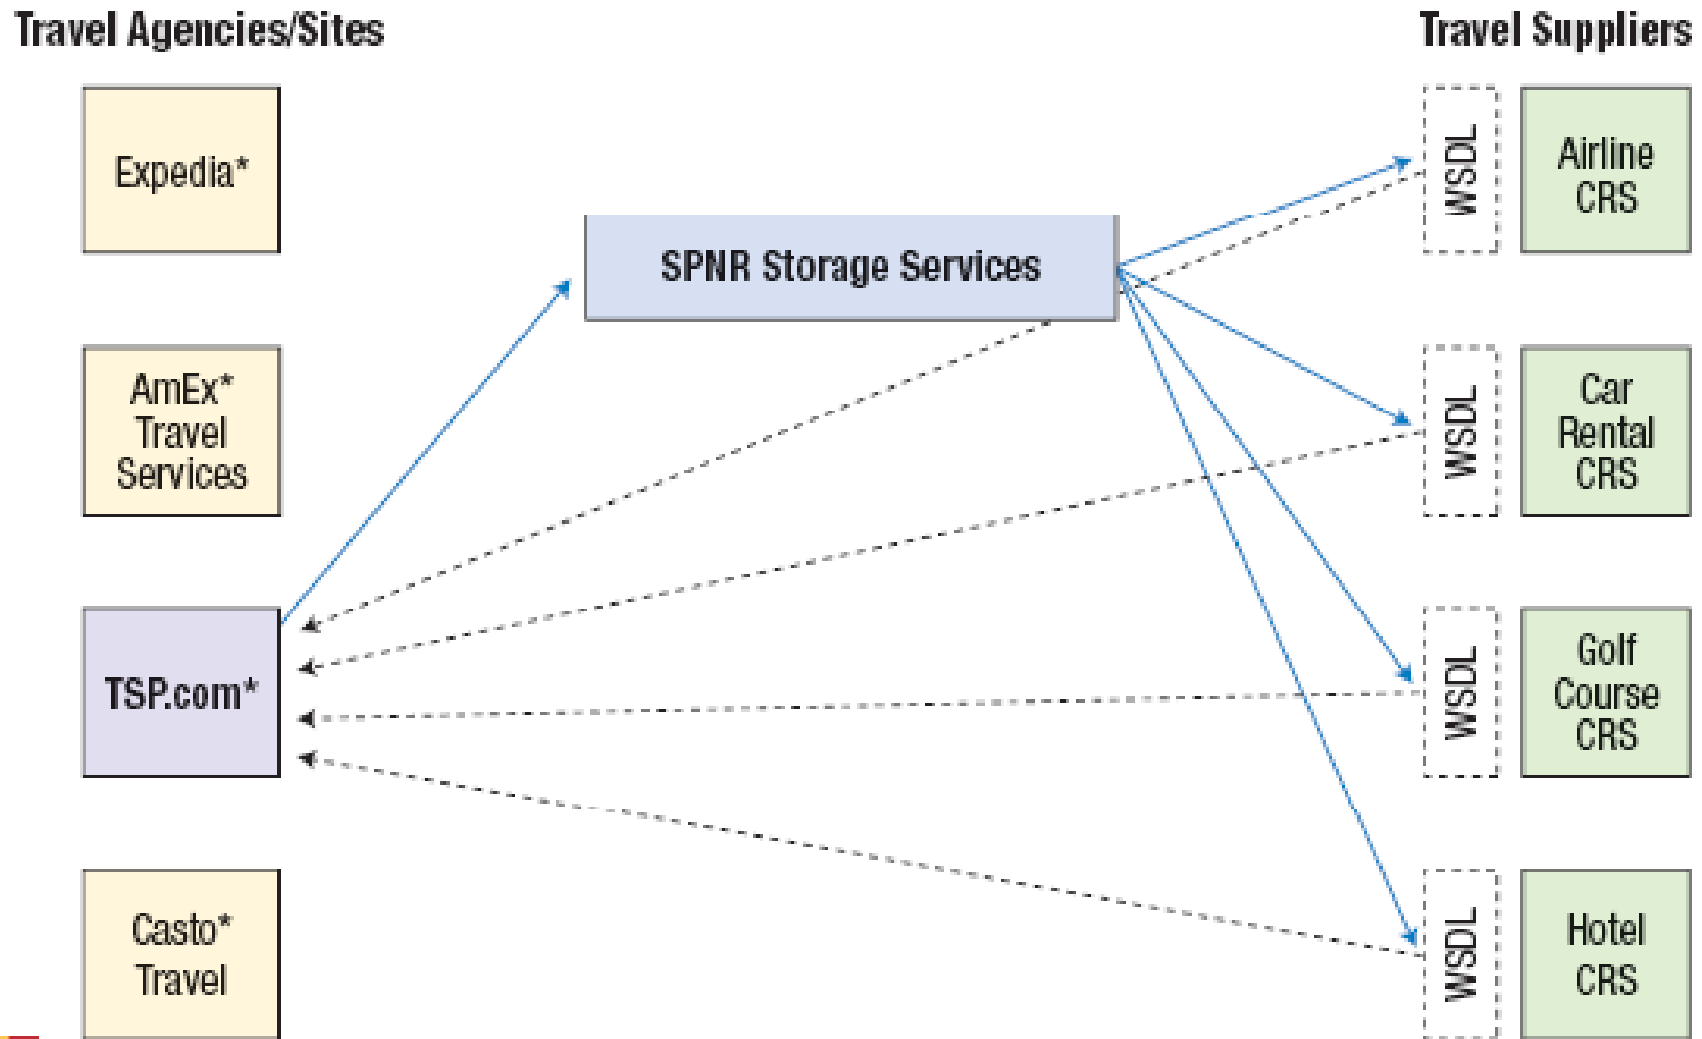 Travel Agencies/Sites
Travel Suppliers
Expedia*
AmEx*
Travel
Services
TSP.com*
Casto*
Travel
SPNR Storage Services
WSDL
Airline
CRS
WSDL
Car
Rental
CRS
WSDL
Golf
Course
CRS
WSDL
Hotel
CRS